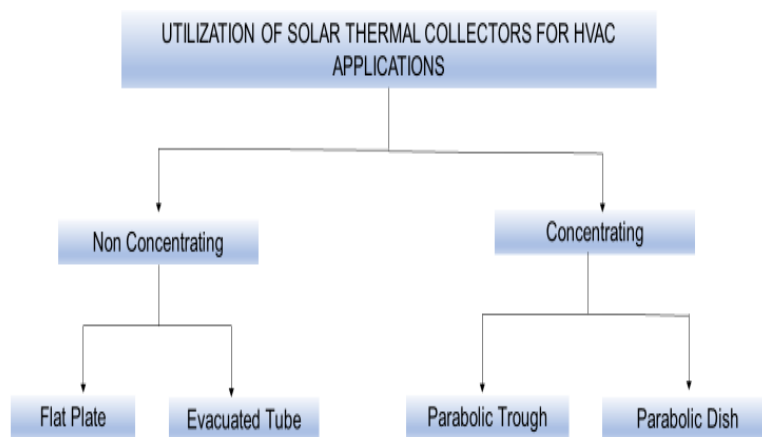 UTILIZATION OF SOLAR THERMAL COLLECTORS FOR HVAC
APPLICATIONS
Non Concentrating
Concentrating
Flat Plate
Evacuated Tube
Parabolic Trough
Parabolic Dish